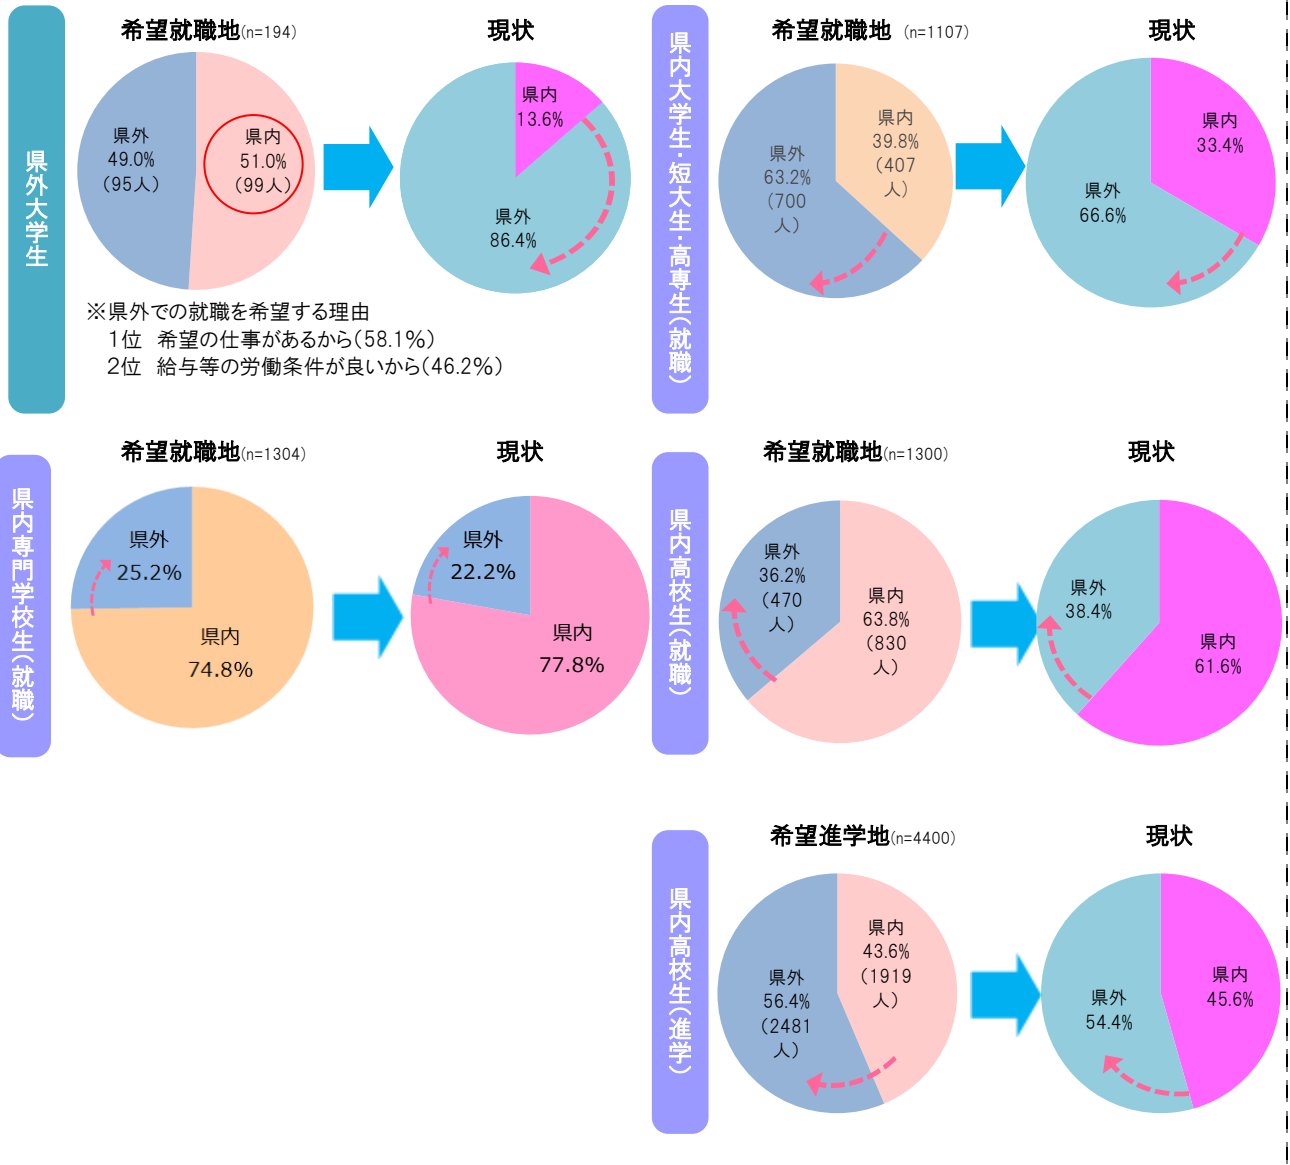 県外大学生
希望就職地(n=194)
現状
県外
49.0%
(95人)
県内
51.0%
(99人)
県内
13.6%
県外
86.4%
※県外での就職を希望する理由
1位 希望の仕事があるから(58.1%)
2位 給与等の労働条件が良いから(46.2%)
県内大学生・短大生・高専生(就職)
希望就職地 (n=1107)
現状
県外
63.2%
(700
人)
県内
39.8%
(407
人)
県内
33.4%
県外
66.6%
県内専門学校生(就職)
希望就職地(n=1304)
現状
県外
25.2%
県内
74.8%
県外
22.2%
県内
77.8%
県内高校生(就職)
希望就職地(n=1300)
現状
県外
36.2%
(470
人)
県内
63.8%
(830
人)
県外
38.4%
県内
61.6%
県内高校生(進学)
希望進学地(n=4400)
現状
県内
43.6%
(1919
人)
県外
56.4%
(2481
人)
県内
45.6%
県外
54.4%